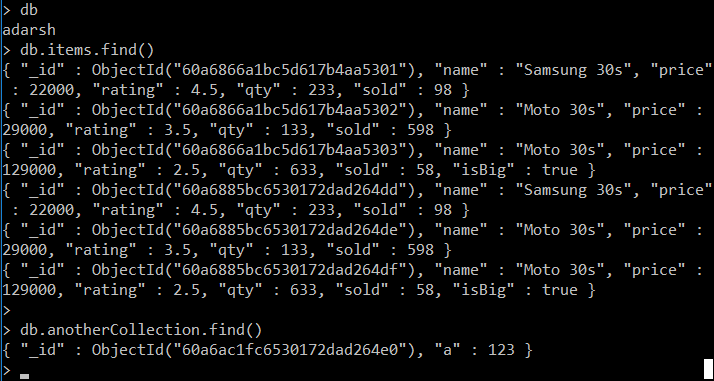 > db
adarsh
> db.items.find()
{ "_id" : ObjectId("60a6866a1bc5d617b4aa5301"), "name" : "Samsung 30s", "price"
 : 22000, "rating" : 4.5, "qty" : 233, "sold" : 98 }
{ "_id" : ObjectId("60a6866a1bc5d617b4aa5302"), "name" : "Moto 30s", "price" :
29000, "rating" : 3.5, "qty" : 133, "sold" : 598 }
{ "_id" : ObjectId("60a6866a1bc5d617b4aa5303"), "name" : "Moto 30s", "price" :
129000, "rating" : 2.5, "qty" : 633, "sold" : 58, "isBig" : true }
{ "_id" : ObjectId("60a6885bc6530172dad264dd"), "name" : "Samsung 30s", "price"
 : 22000, "rating" : 4.5, "qty" : 233, "sold" : 98 }
{ "_id" : ObjectId("60a6885bc6530172dad264de"), "name" : "Moto 30s", "price" :
29000, "rating" : 3.5, "qty" : 133, "sold" : 598 }
{ "_id" : ObjectId("60a6885bc6530172dad264df"), "name" : "Moto 30s", "price" :
129000, "rating" : 2.5, "qty" : 633, "sold" : 58, "isBig" : true }
>
> db.anotherCollection.find()
{ "_id" : ObjectId("60a6ac1fc6530172dad264e0"), "a" : 123 }
>